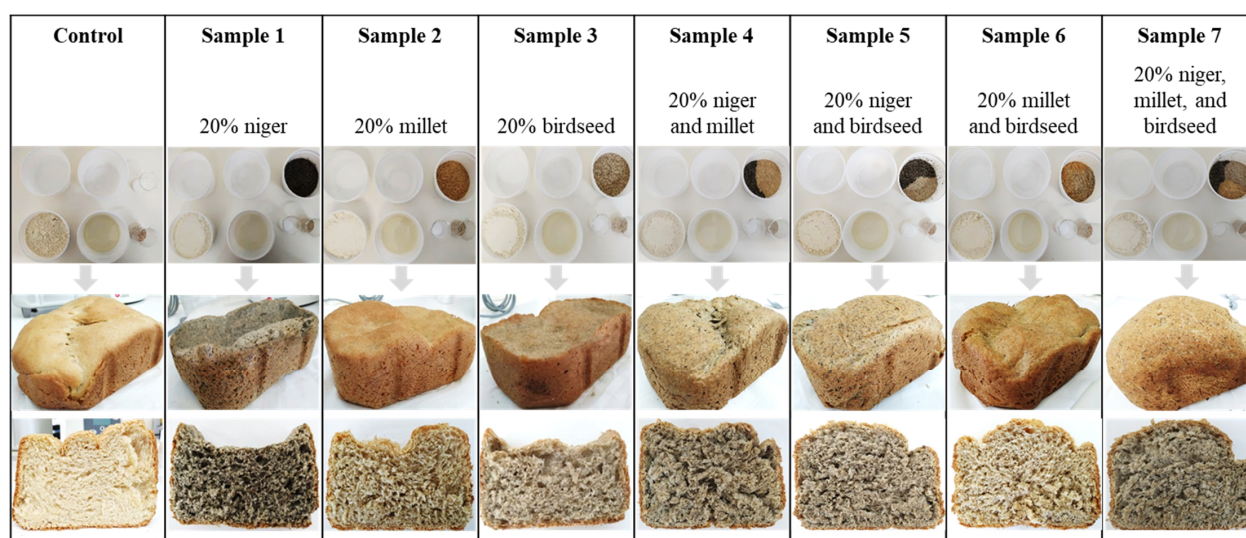 Control
Sample 1
Sample 2
Sample 3
Sample 4
Sample 5
Sample 6
Sample 7
20% niger
20% millet
20% birdseed
20% niger
and millet
20% niger
and birdseed
20% millet
and birdseed
20% niger,
millet, and
birdseed